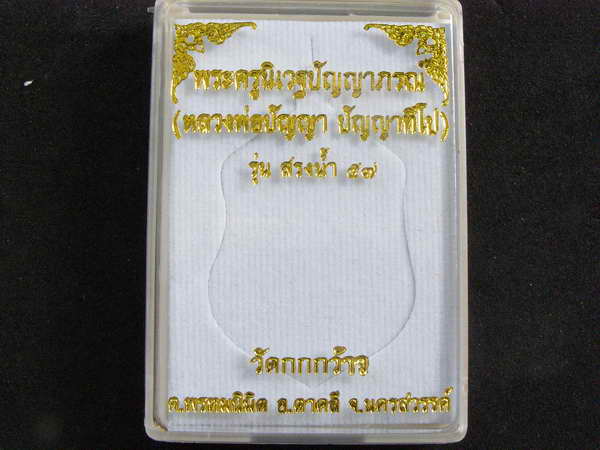 พระครูนิเวฐปัญญาภรณ์
(หลวงพ่อปัญญา ปัญญาทีโป)
รุ่น สรงน้ำ ๕๗
วัดกกกว้าว
ต.พรหมนิมิต อ.ตาคลี จ.นครสวรรค์